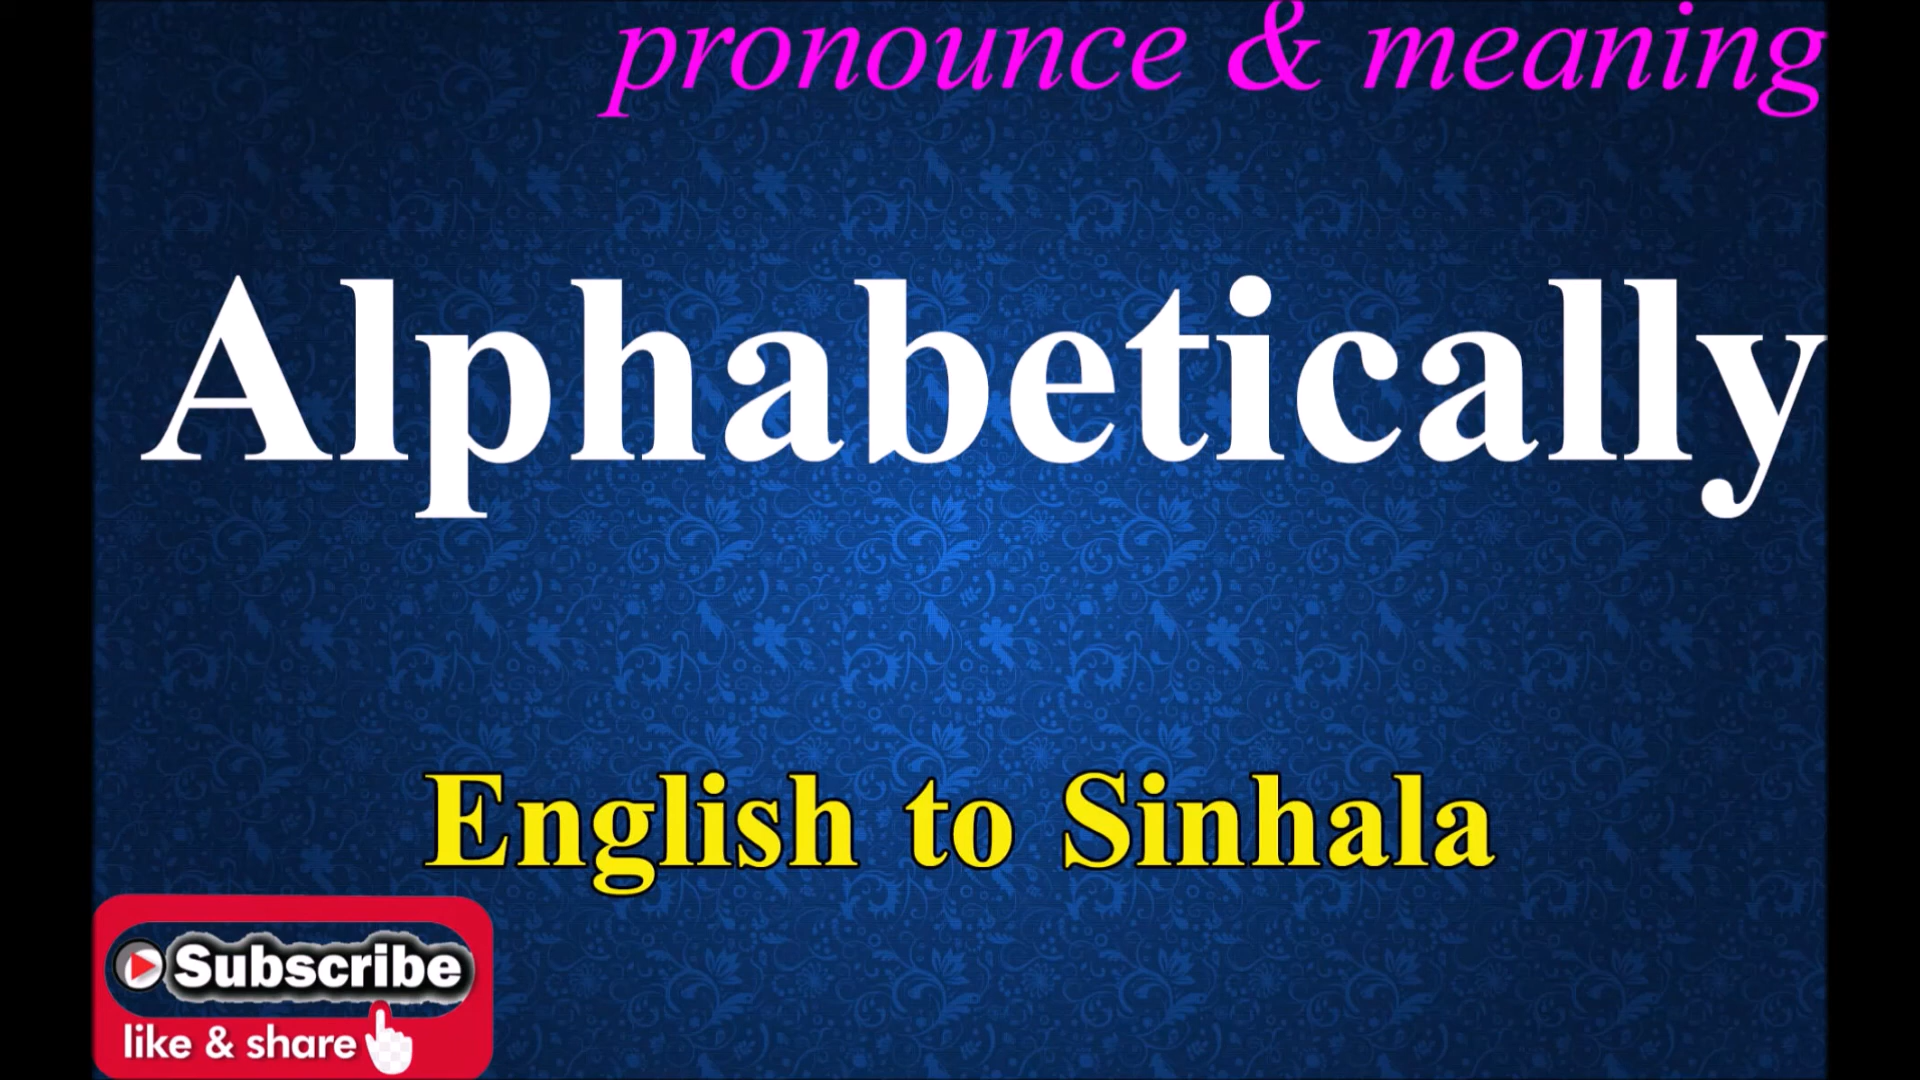 pronounce & meaning
Alphabetically
English to Sinhala
Subscribe
like & share